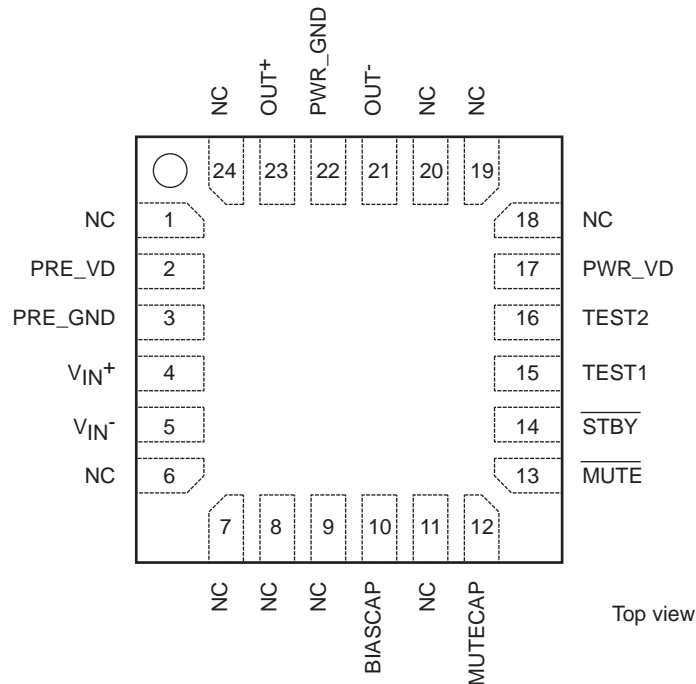 NC
OUT+
PWR_GND
OUT-
NC
NC
24 23 22 21 20 19
NC 1 18 NC
PRE_VD 2 17 PWR_VD
PRE_GND 3 16 TEST2
VIN+ 4 15 TEST1
VIN- 5 14 STBY
NC 6 13 MUTE
7 8 9 10 11 12
NC
NC
NC
BIASCAP
NC
MUTECAP
Top view